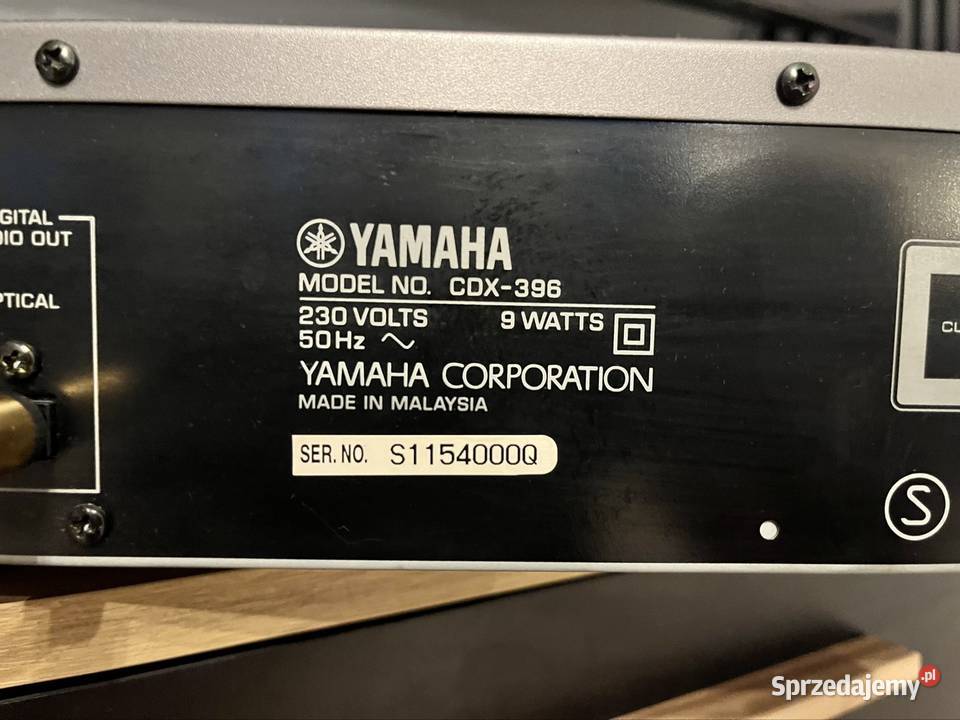 GITAL
DIO OUT
PTICAL
YAMAHA
MODEL NO. CDX-396
230 VOLTS 9 WATTS
50Hz ～
YAMAHA CORPORATION
MADE IN MALAYSIA
SER. NO. S1154000Q
CL
S
Sprzedajemy.pl